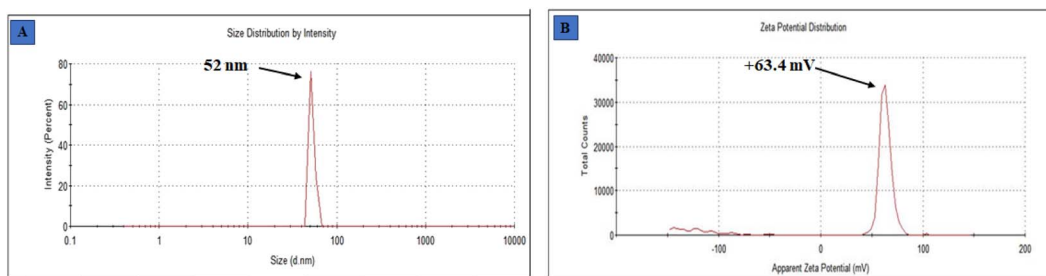 A
Size Distribution by Intensity
52 nm
Intensity (Percent)
80
60
40
20
0
0.1 1 10 100 1000 10000
Size (d.nm)
B
Zeta Potential Distribution
+63.4 mV
Total Counts
40000
30000
20000
10000
0
-100 0 100 200
Apparent Zeta Potential (mV)